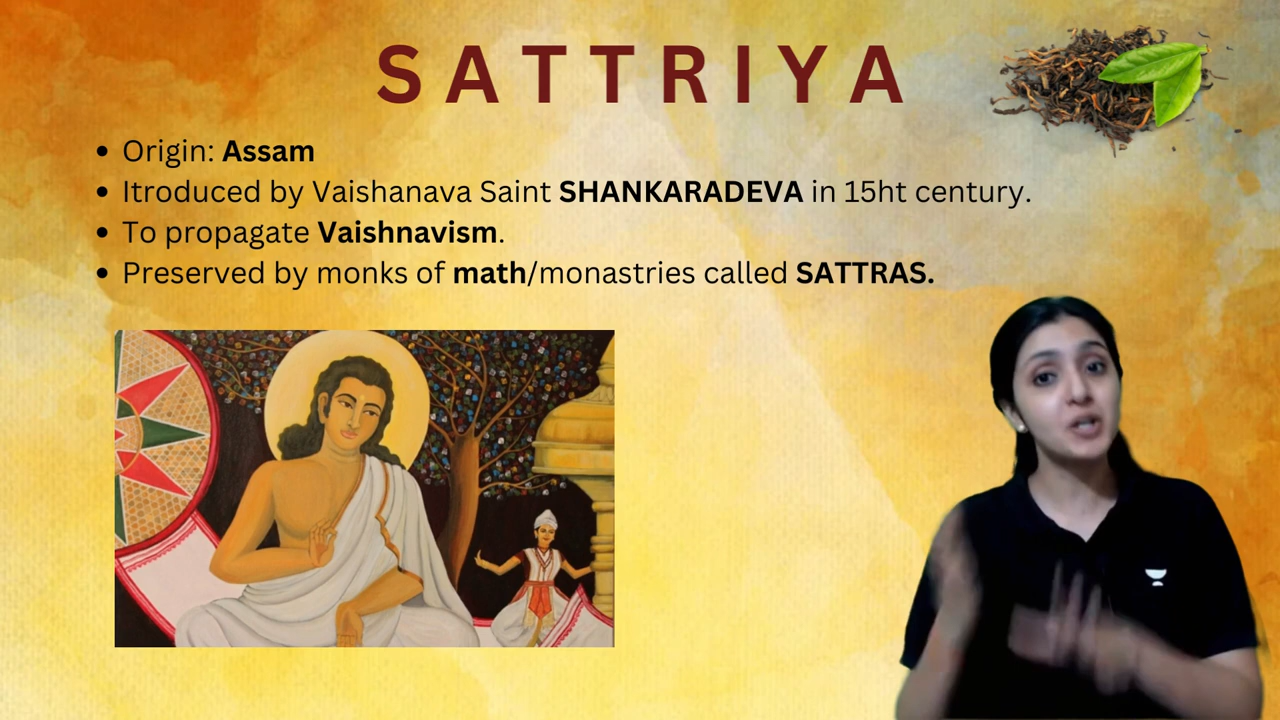 SATTRIYA
Origin: Assam
Itroduced by Vaishanava Saint SHANKARADEVA in 15ht century.
To propagate Vaishnavism.
Preserved by monks of math/monastries called SATTRAS.